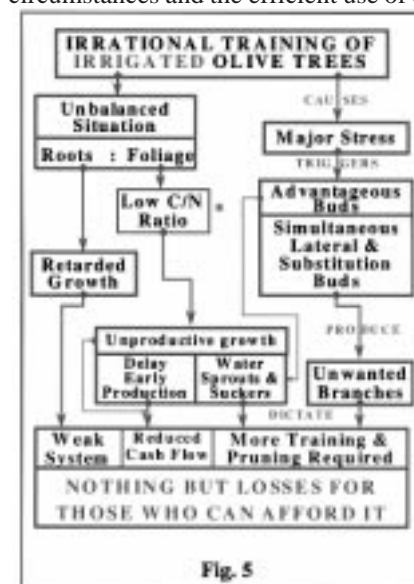 circumstances and the efficient use of
IRRATIONAL TRAINING OF
IRRIGATED OLIVE TREES
CAUSES
Unbalanced
Situation
Roots : Foliage
Major Stress
TRIGGERS
Low C/N
Ratio
*
Advantageous
Buds
Simultaneous
Lateral &
Substitution
Buds
Retarded
Growth
PRODUCE
Unproductive growth
Delay
Early
Production
Water
Sprouts &
Suckers
Unwanted
Branches
DICTATE
Weak
System
Reduced
Cash Flow
More Training &
Pruning Required
NOTHING BUT LOSSES FOR
THOSE WHO CAN AFFORD IT
Fig. 5